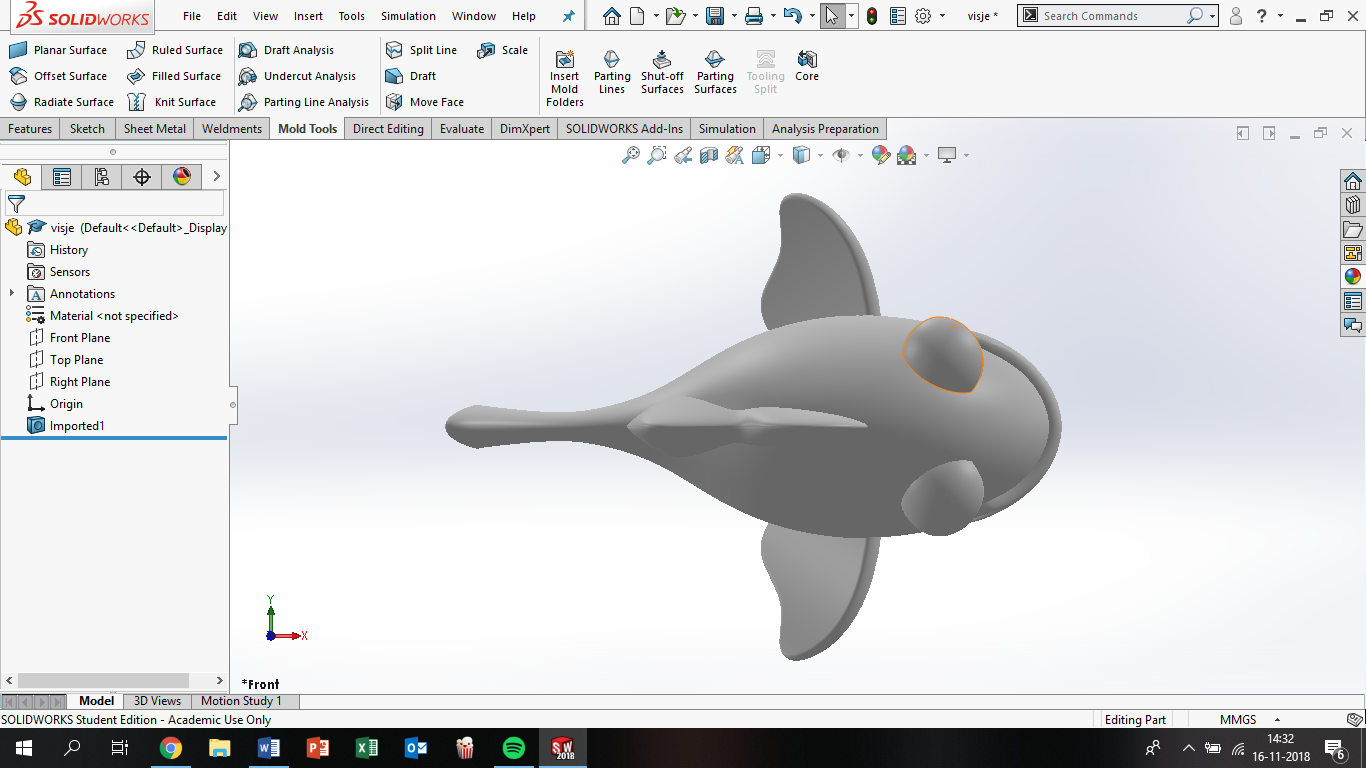 SOLIDWORKS File Edit View Insert Tools Simulation Window Help visje * Search Commands ?
Planar Surface Ruled Surface Draft Analysis Split Line Scale
Offset Surface Filled Surface Undercut Analysis Draft
Radiate Surface Knit Surface Parting Line Analysis Move Face
Insert Mold Folders Parting Lines Shut-off Surfaces Parting Surfaces Tooling Split Core
Features Sketch Sheet Metal Weldments Mold Tools Direct Editing Evaluate DimXpert SOLIDWORKS Add-Ins Simulation Analysis Preparation
visje (Default<<Default>_Display
History
Sensors
A Annotations
Material <not specified>
Front Plane
Top Plane
Right Plane
Origin
Imported1
Y
X
*Front
Model 3D Views Motion Study 1
SOLIDWORKS Student Edition - Academic Use Only Editing Part MMGS
SW 2018
14:32
16-11-2018
6